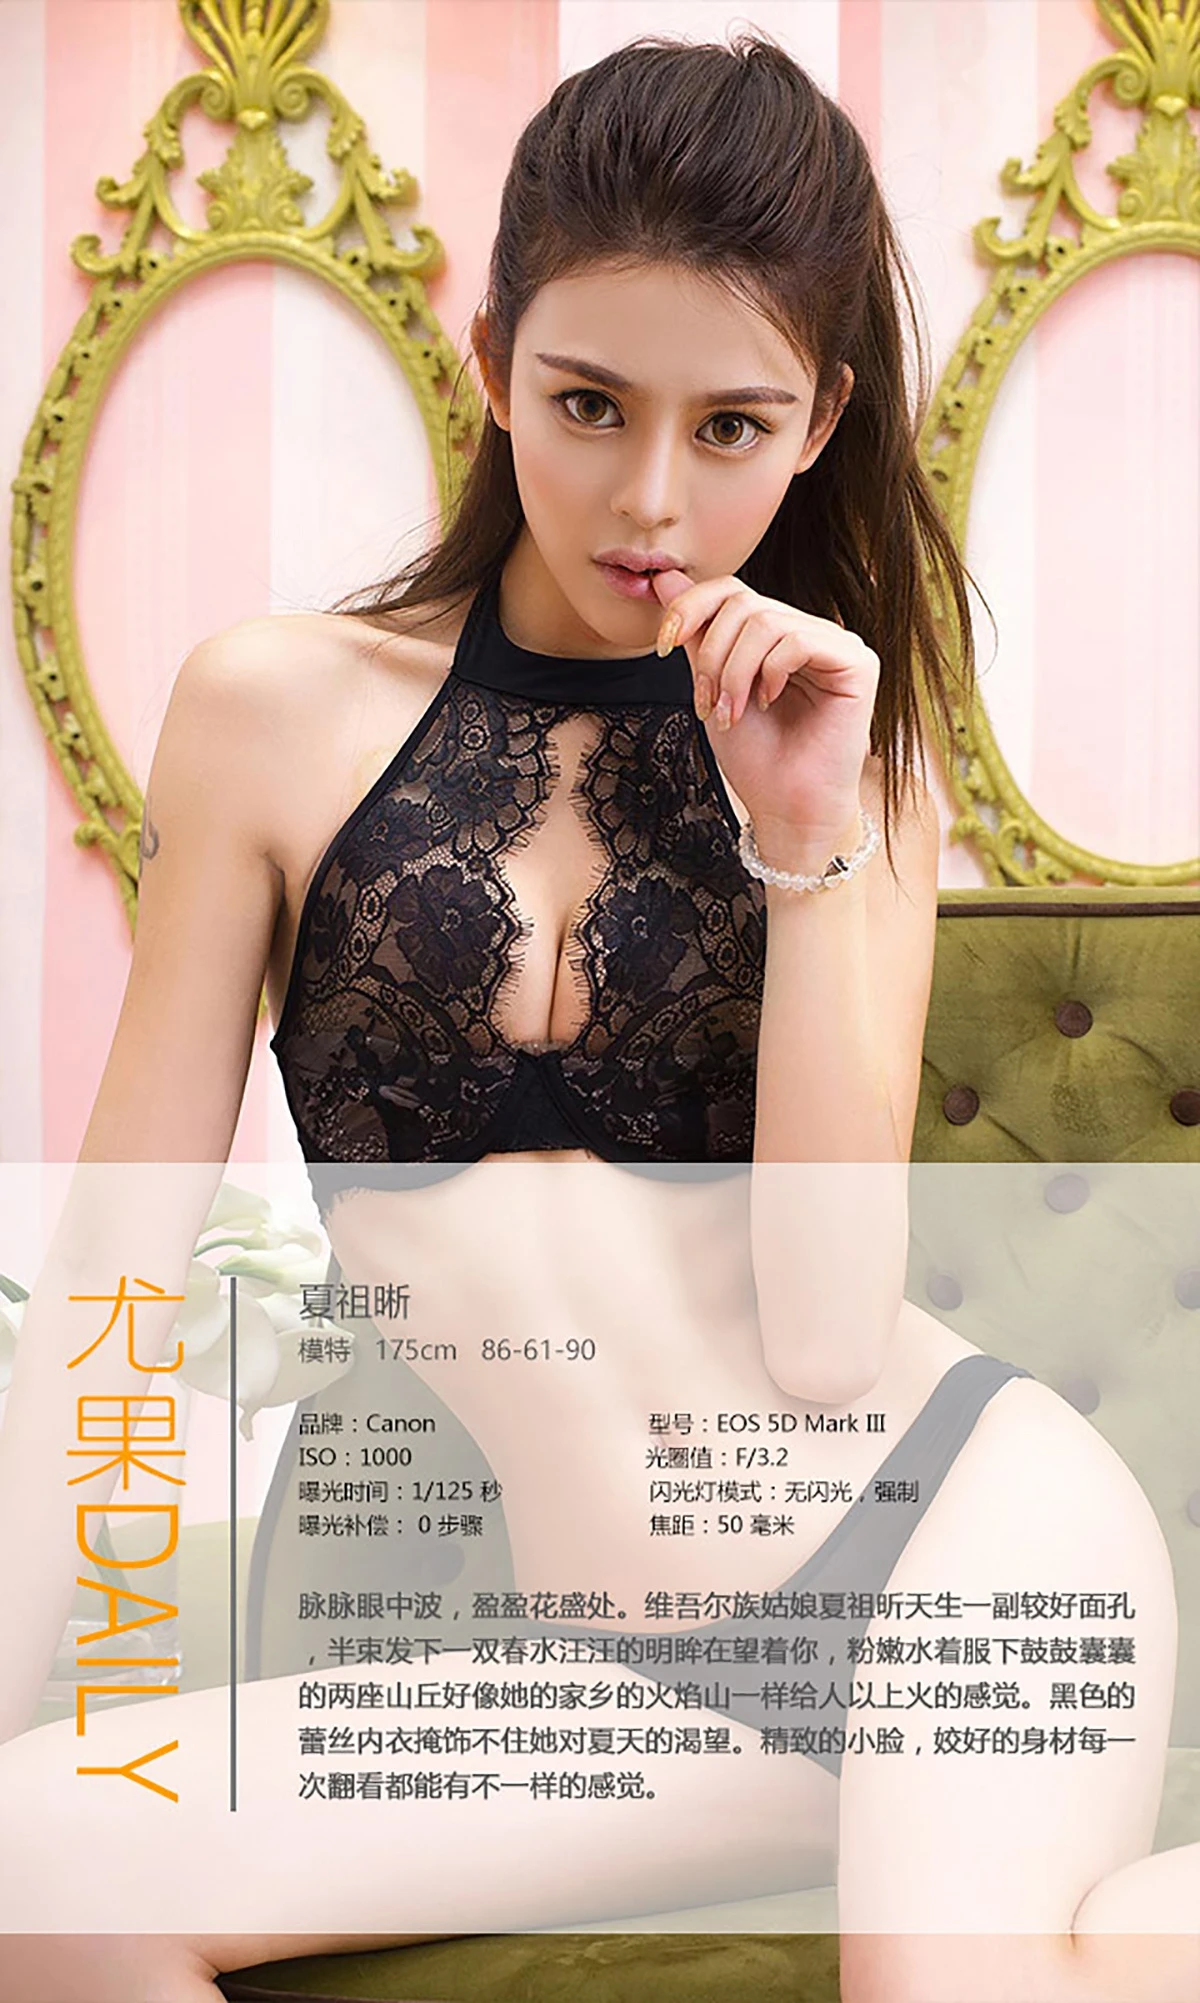 尤果DAILY
夏祖晰
模特 175cm 86-61-90
品牌：Canon 型号：EOS 5D Mark III
ISO：1000 光圈值：F/3.2
曝光时间：1/125 秒 闪光灯模式：无闪光，强制
曝光补偿： 0 步骤 焦距：50 毫米
脉脉眼中波，盈盈花盛处。维吾尔族姑娘夏祖昕天生一副较好面孔
，半束发下一双春水汪汪的明眸在望着你，粉嫩水着服下鼓鼓囊囊
的两座山丘好像她的家乡的火焰山一样给人以上火的感觉。黑色的
蕾丝内衣掩饰不住她对夏天的渴望。精致的小脸，姣好的身材每一
次翻看都能有不一样的感觉。